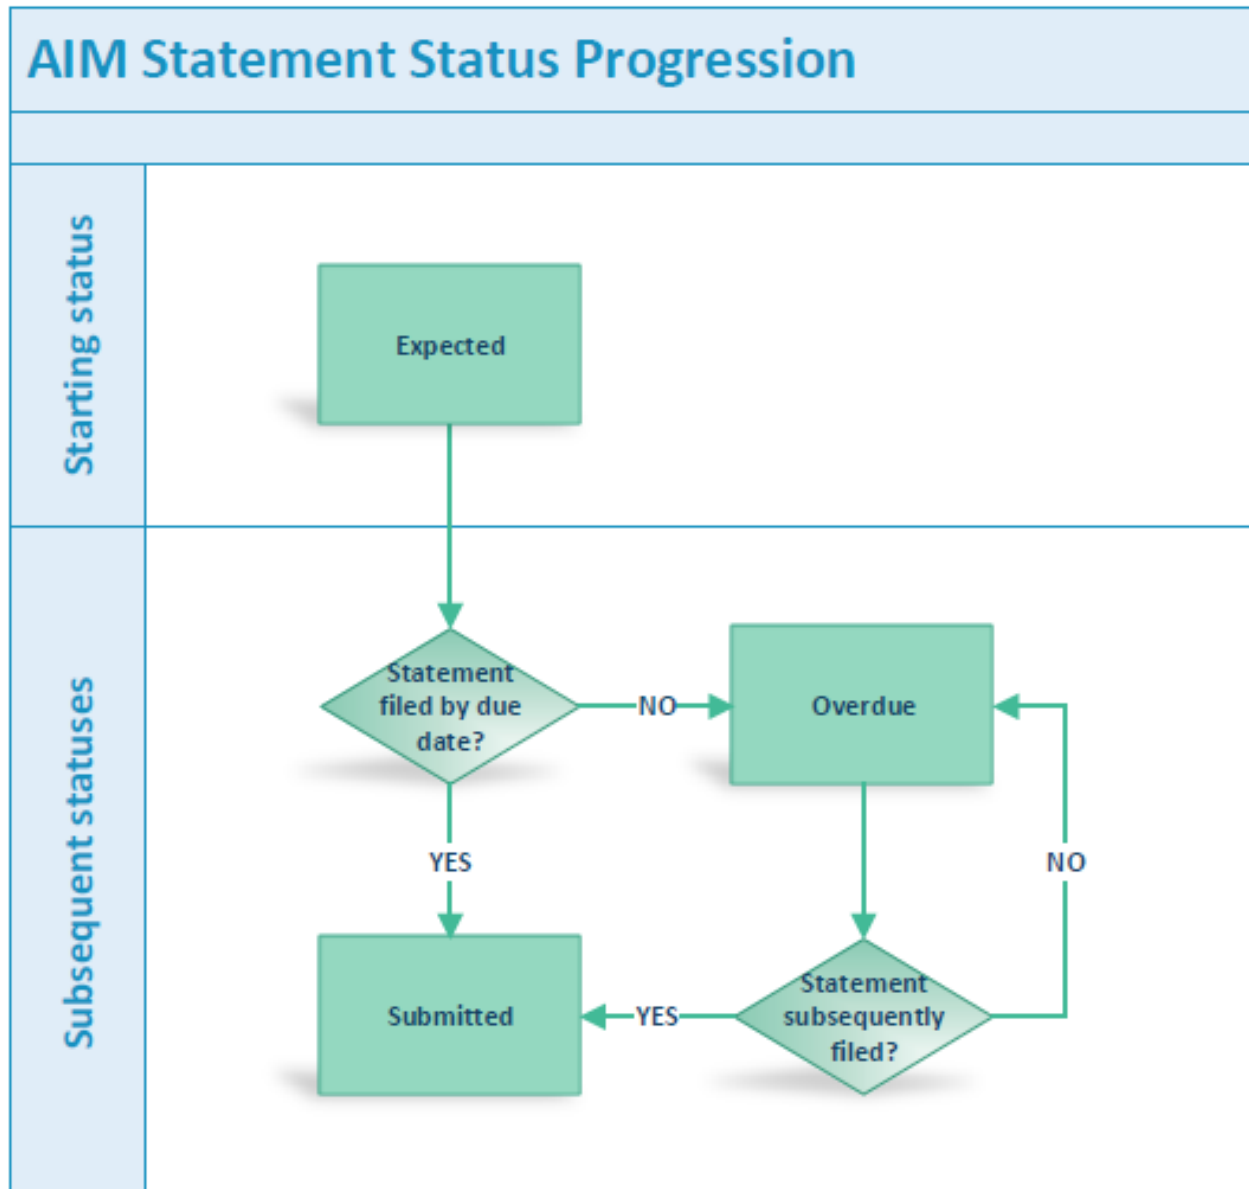 AIM Statement Status Progression
Starting status
Expected
Subsequent statuses
Statement
filed by due
date?
NO
Overdue
YES
NO
Submitted
YES
Statement
subsequently
filed?